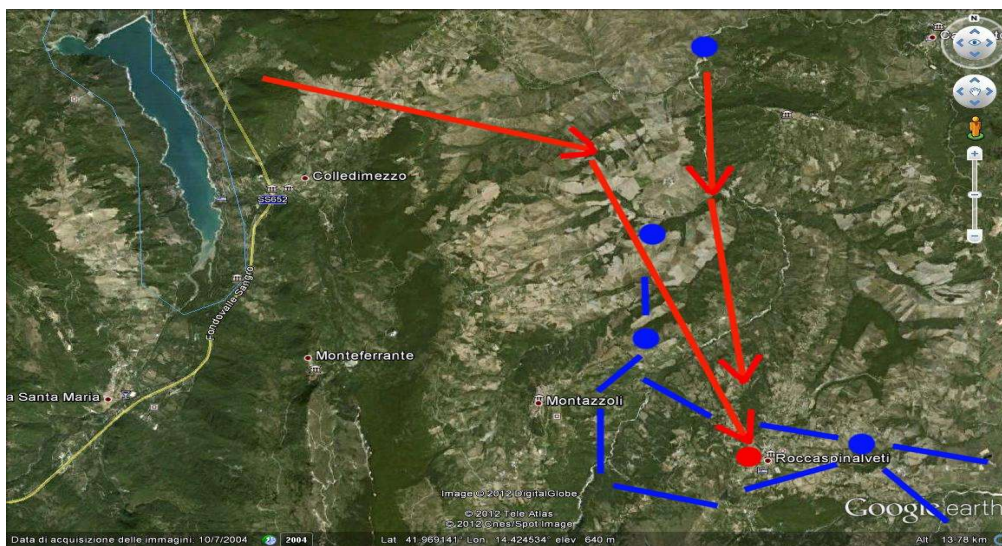 N
Colledimezzo
SS652
Fondovalle Sangro
Monteferrante
a Santa Maria
Montazzoli
Roccaspinalveti
Image © 2012 DigitalGlobe
© 2012 Tele Atlas
© 2012 Cnes/Spot Image
Google earth
Data di acquisizione delle immagini: 10/7/2004
2004
Lat 41.969141° Lon 14.424534° elev 640 m
Alt 13.78 km